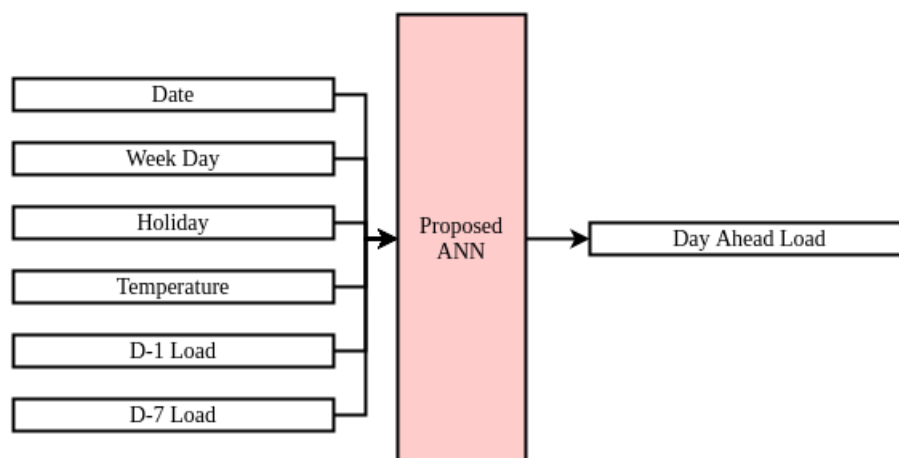 Date
Week Day
Holiday
Temperature
D-1 Load
D-7 Load
Proposed
ANN
Day Ahead Load